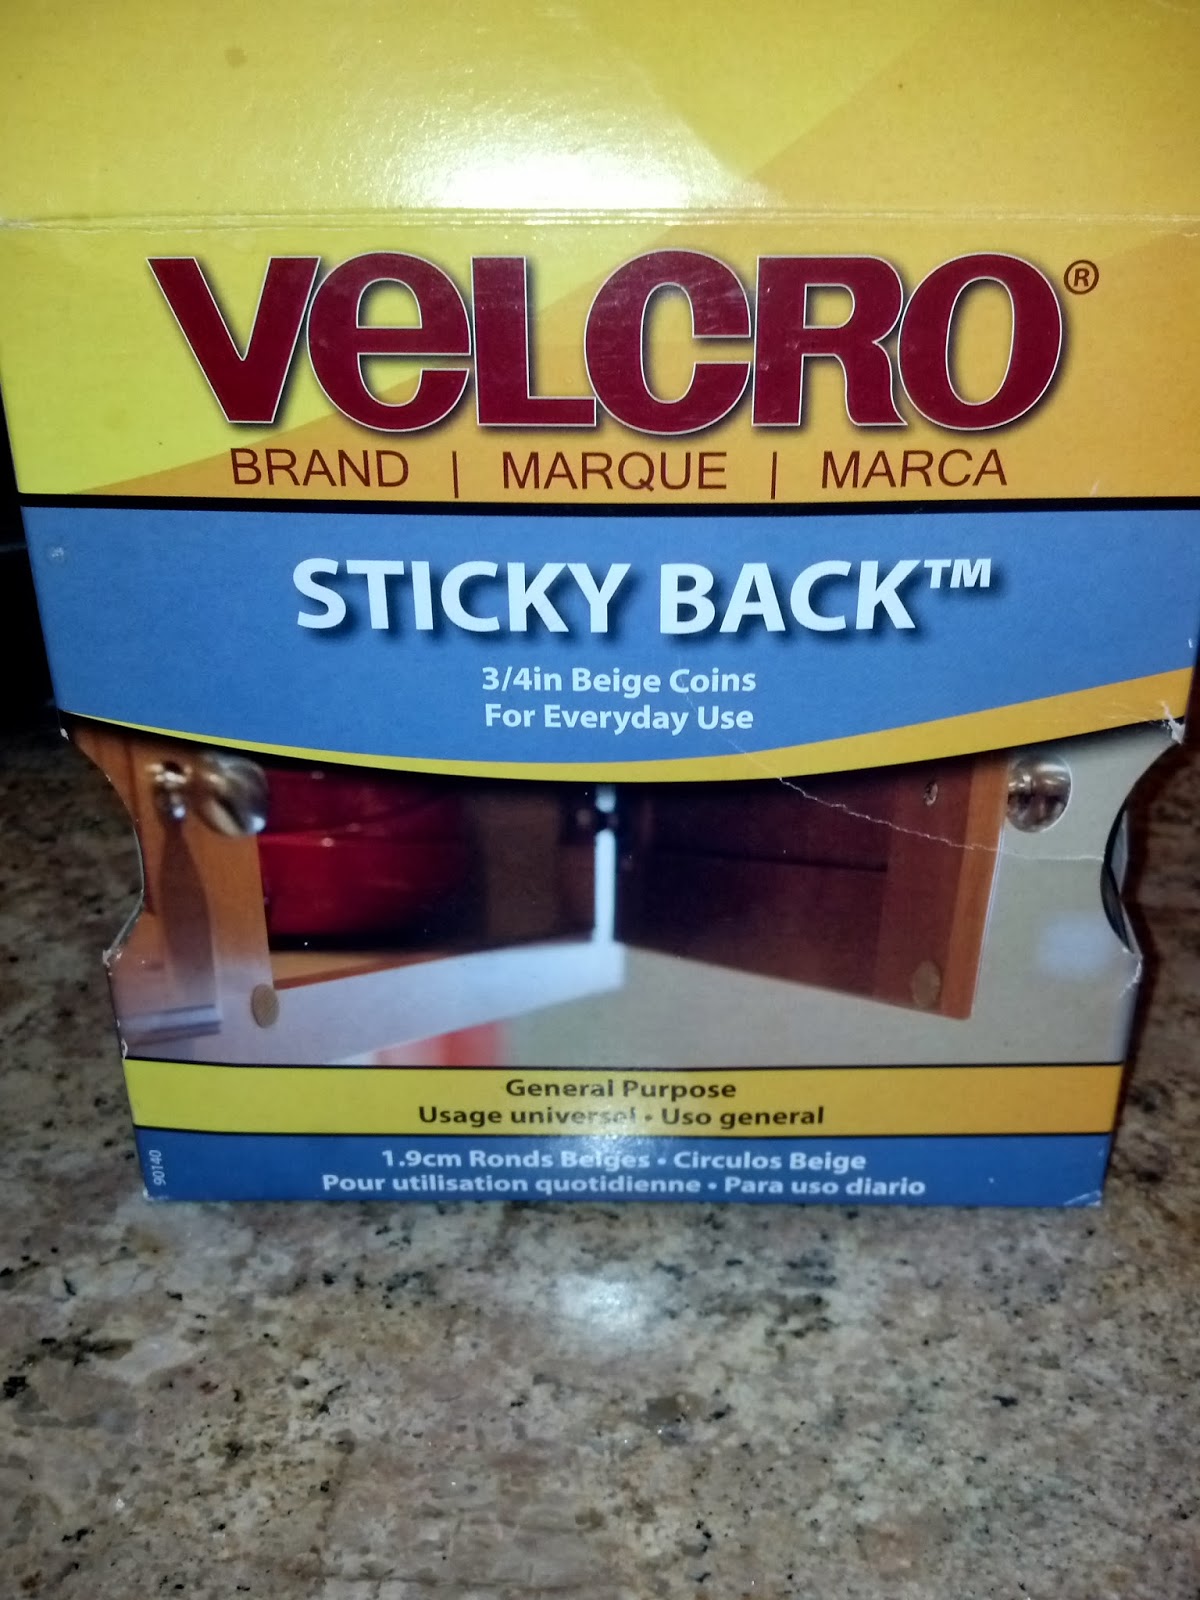 VELCRO®
BRAND | MARQUE | MARCA
STICKY BACK™
3/4in Beige Coins
For Everyday Use
General Purpose
Usage universel • Uso general
1.9cm Ronds Beiges • Circulos Beige
Pour utilisation quotidienne • Para uso diario
90140